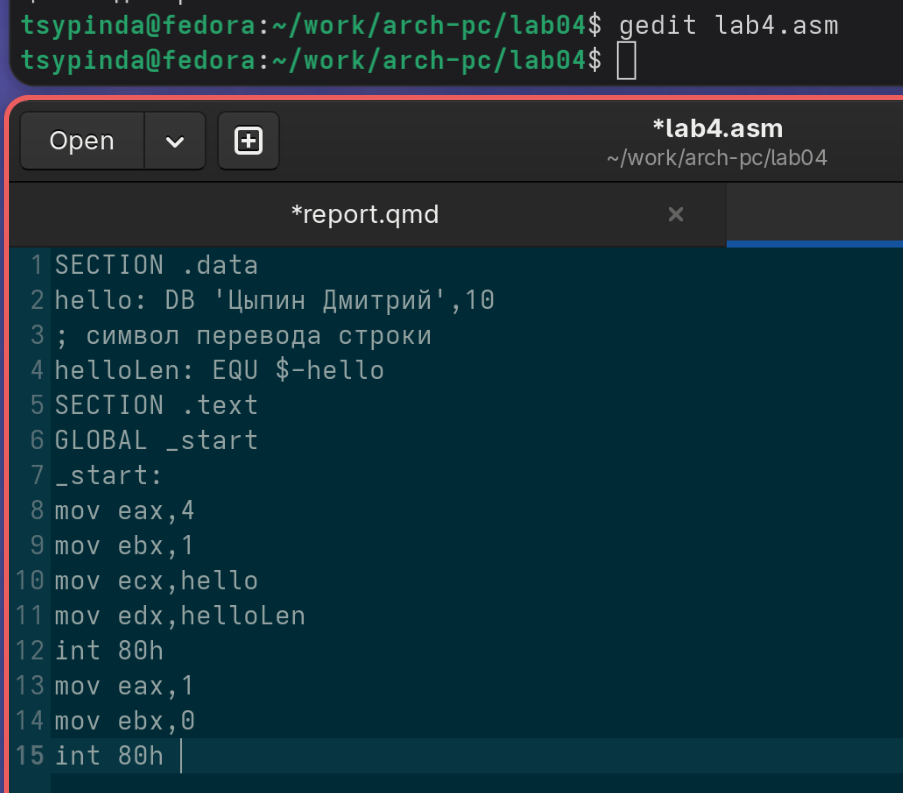 tsypinda@fedora:~/work/arch-pc/lab04$ gedit lab4.asm
tsypinda@fedora:~/work/arch-pc/lab04$
Open
*lab4.asm
~/work/arch-pc/lab04
*report.qmd
1 SECTION .data
2 hello: DB 'Цыпин Дмитрий',10
3 ; символ перевода строки
4 helloLen: EQU $-hello
5 SECTION .text
6 GLOBAL _start
7 _start:
8 mov eax,4
9 mov ebx,1
10 mov ecx,hello
11 mov edx,helloLen
12 int 80h
13 mov eax,1
14 mov ebx,0
15 int 80h